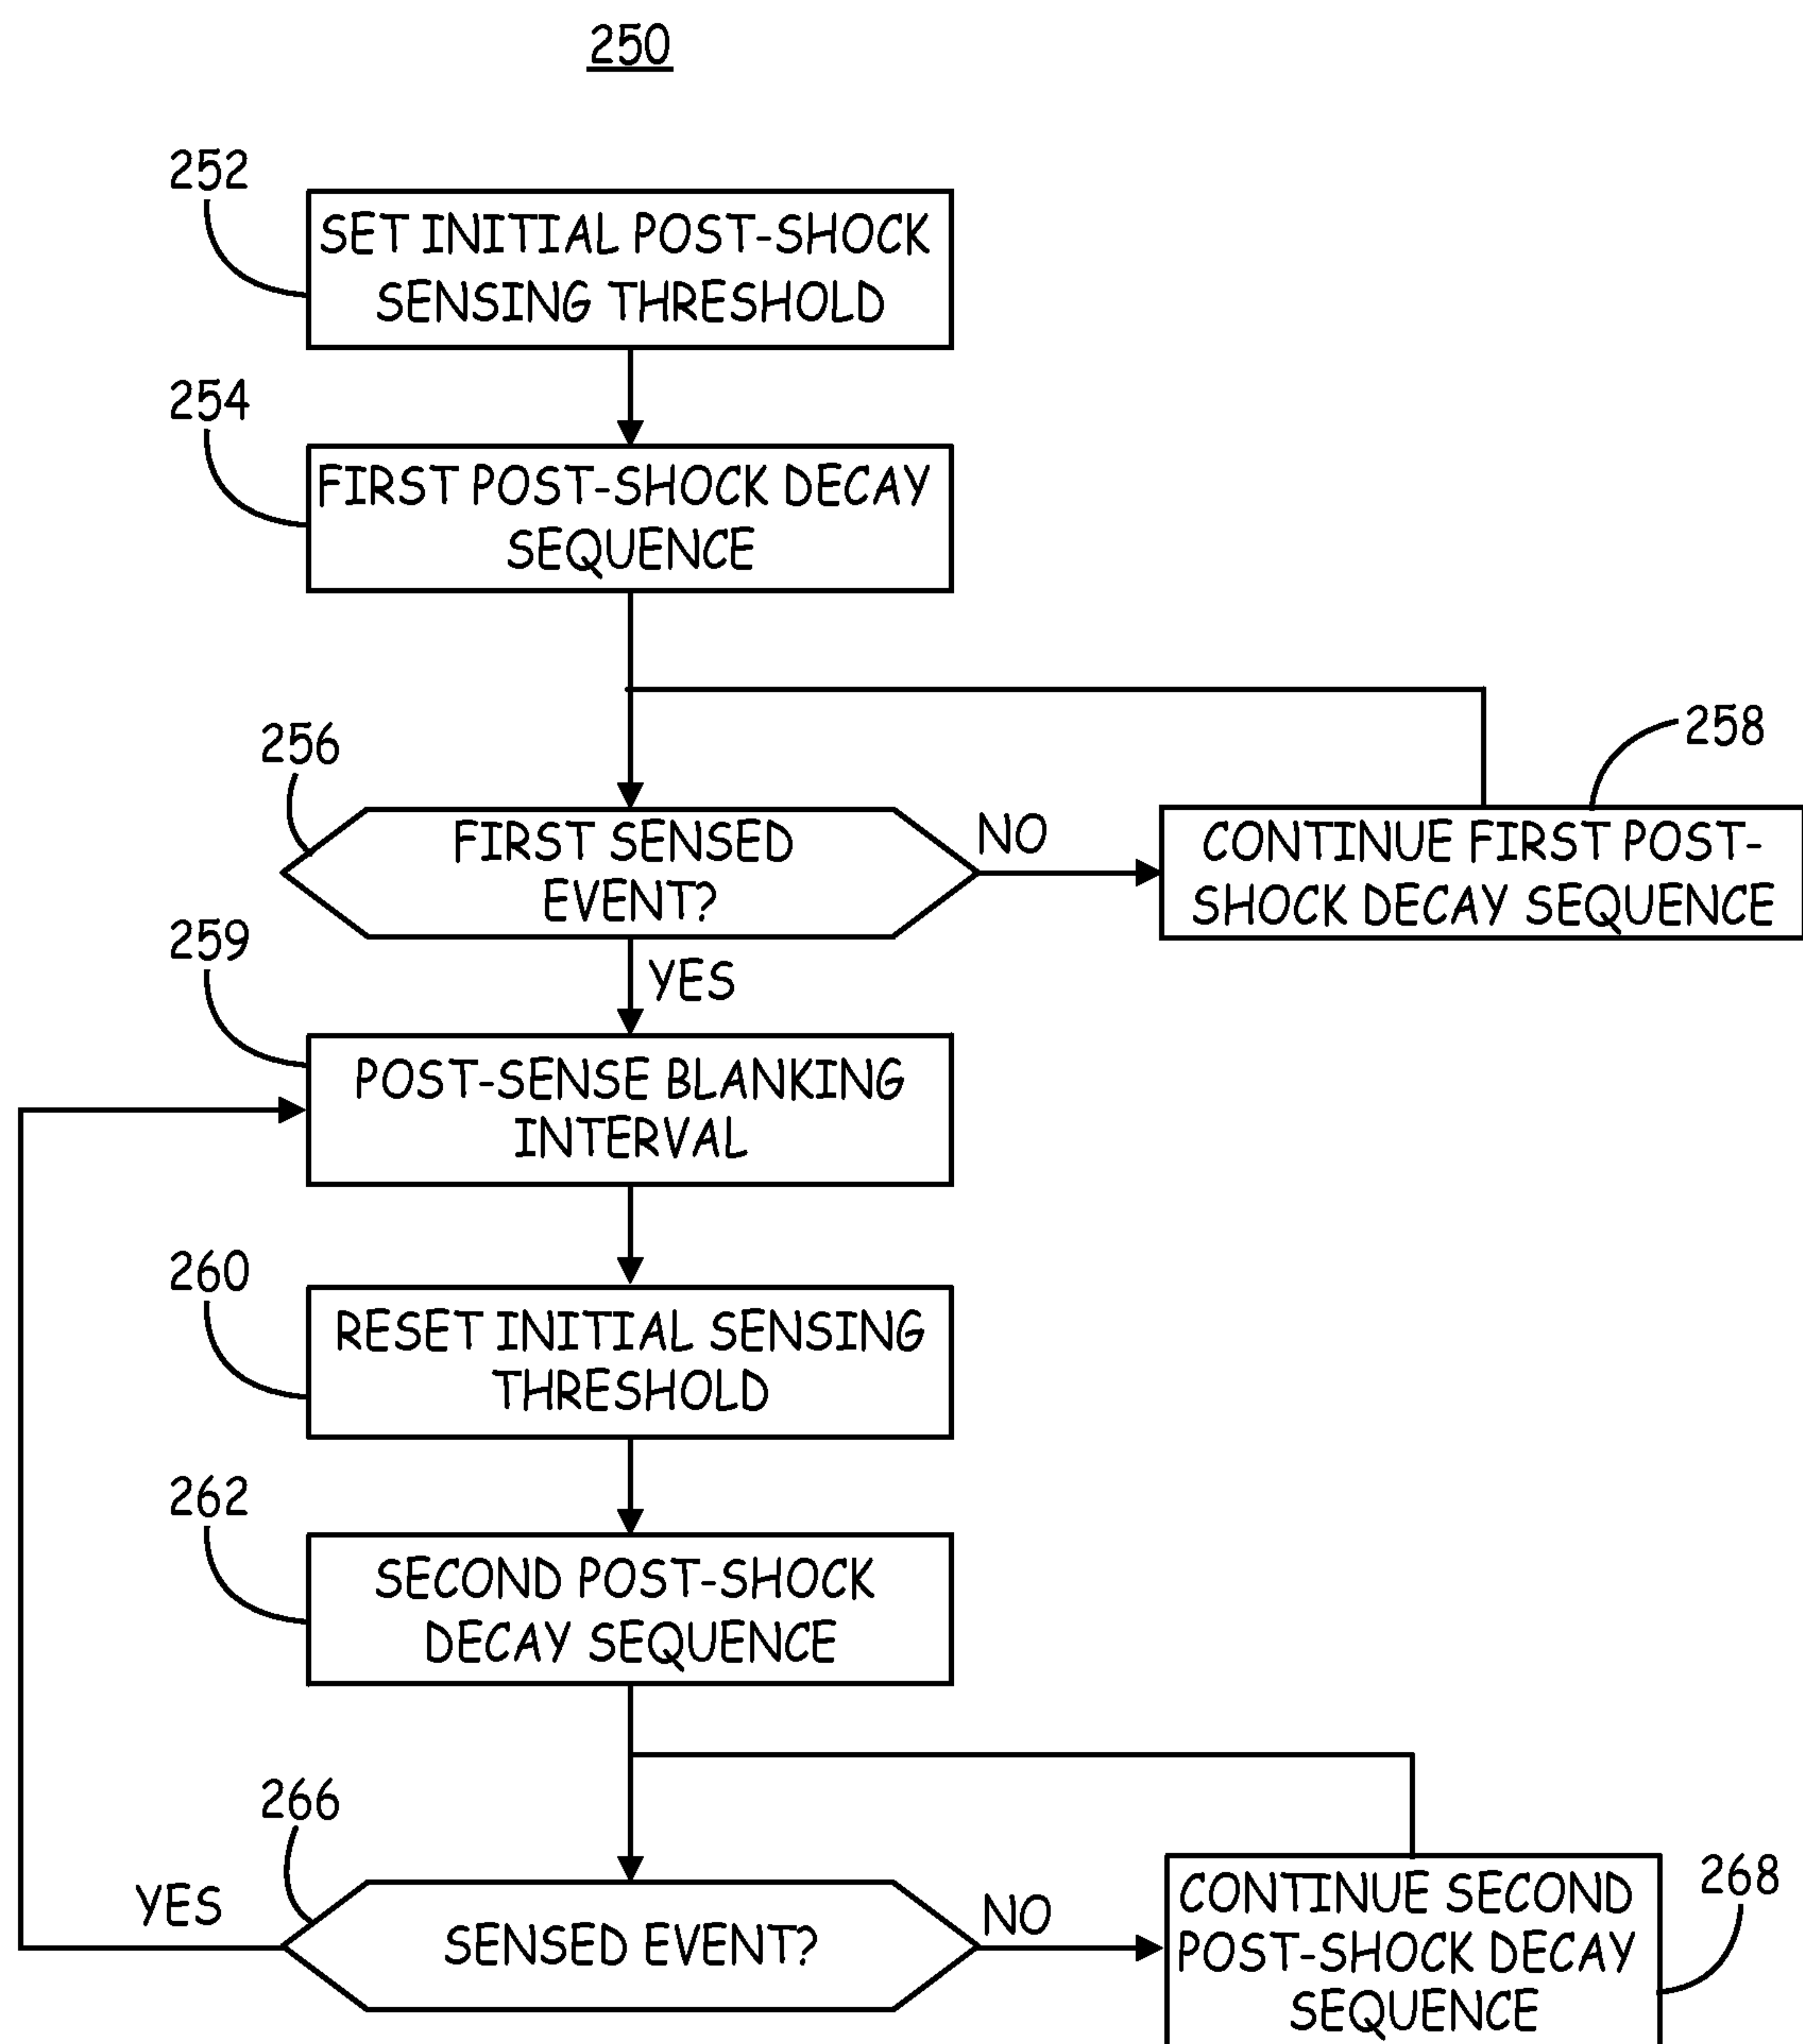 250
252
SET INITIAL POST-SHOCK
SENSING THRESHOLD
254
FIRST POST-SHOCK DECAY
SEQUENCE
256
FIRST SENSED
EVENT?
NO
258
CONTINUE FIRST POST-
SHOCK DECAY SEQUENCE
YES
259
POST-SENSE BLANKING
INTERVAL
260
RESET INITIAL SENSING
THRESHOLD
262
SECOND POST-SHOCK
DECAY SEQUENCE
266
YES
SENSED EVENT?
NO
268
CONTINUE SECOND
POST-SHOCK DECAY
SEQUENCE